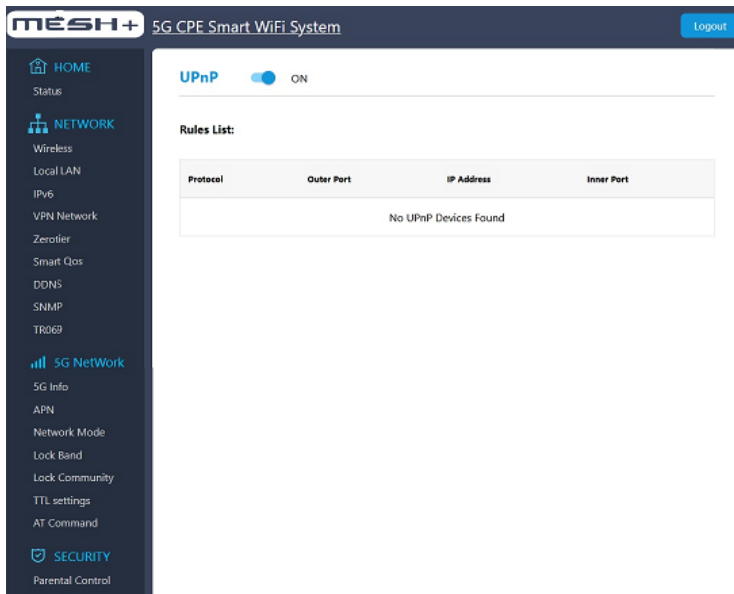 MESH+ 5G CPE Smart WiFi System Logout
HOME
Status
NETWORK
Wireless
Local LAN
IPv6
VPN Network
Zerotier
Smart Qos
DDNS
SNMP
TR069
5G NetWork
5G Info
APN
Network Mode
Lock Band
Lock Community
TTL settings
AT Command
SECURITY
Parental Control
UPnP ON
Rules List:
Protocol Outer Port IP Address Inner Port
No UPnP Devices Found